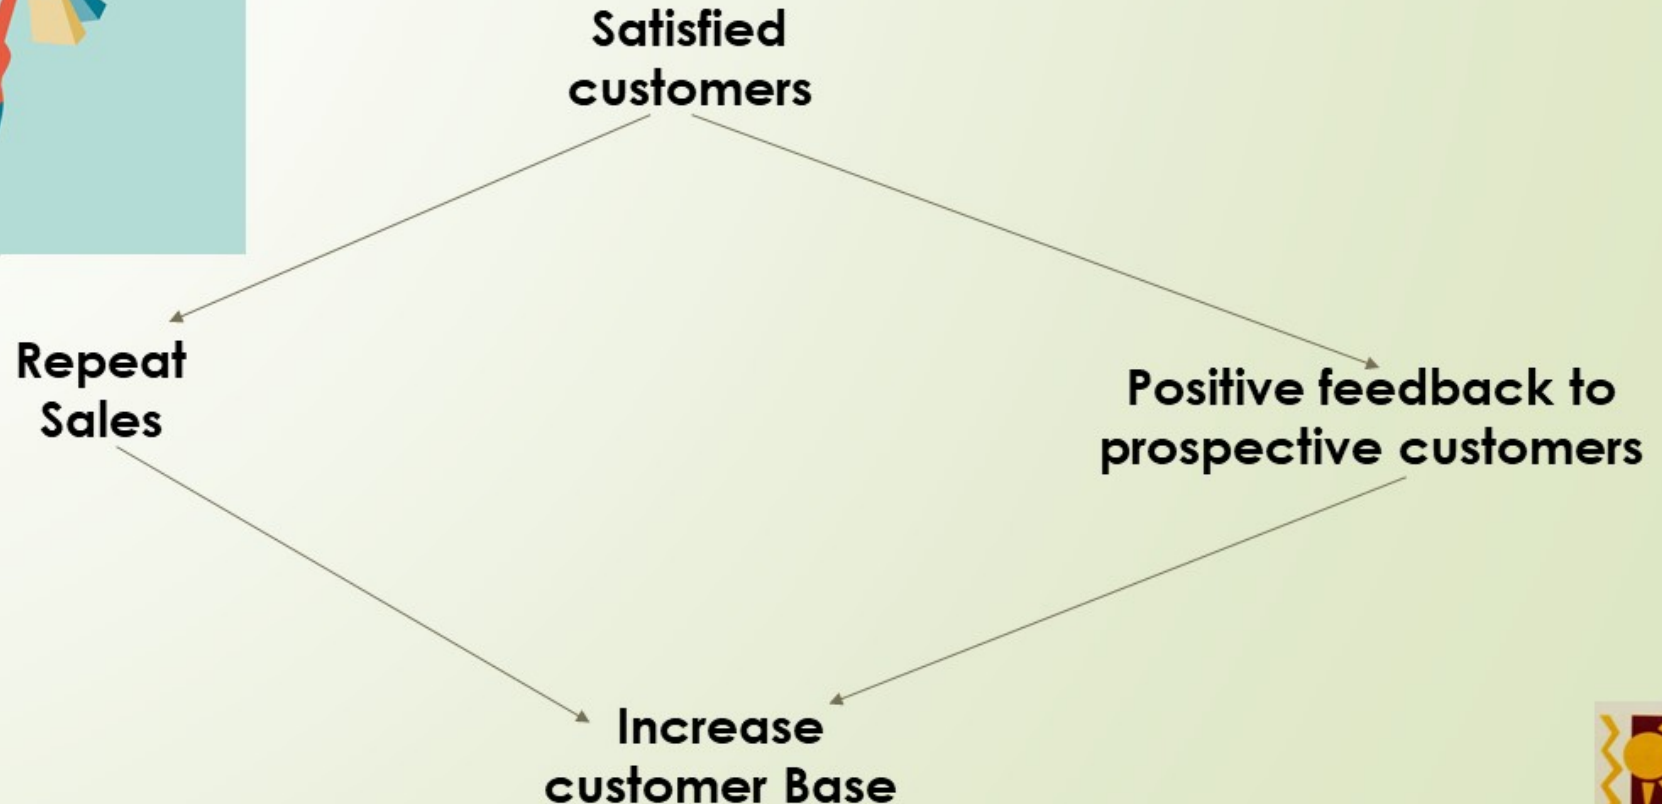 Satisfied
customers
Repeat
Sales
Positive feedback to
prospective customers
Increase
customer Base